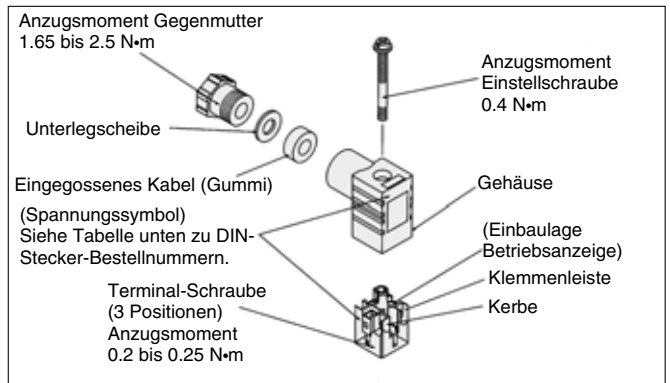 Anzugsmoment Gegenmutter
1.65 bis 2.5 N•m
Anzugsmoment
Einstellschraube
0.4 N•m
Unterlegscheibe
Eingegossenes Kabel (Gummi)
Gehäuse
(Spannungssymbol)
Siehe Tabelle unten zu DIN-
Stecker-Bestellnummern.
(Einbaulage
Betriebsanzeige)
Klemmenleiste
Kerbe
Terminal-Schraube
(3 Positionen)
Anzugsmoment
0.2 bis 0.25 N•m